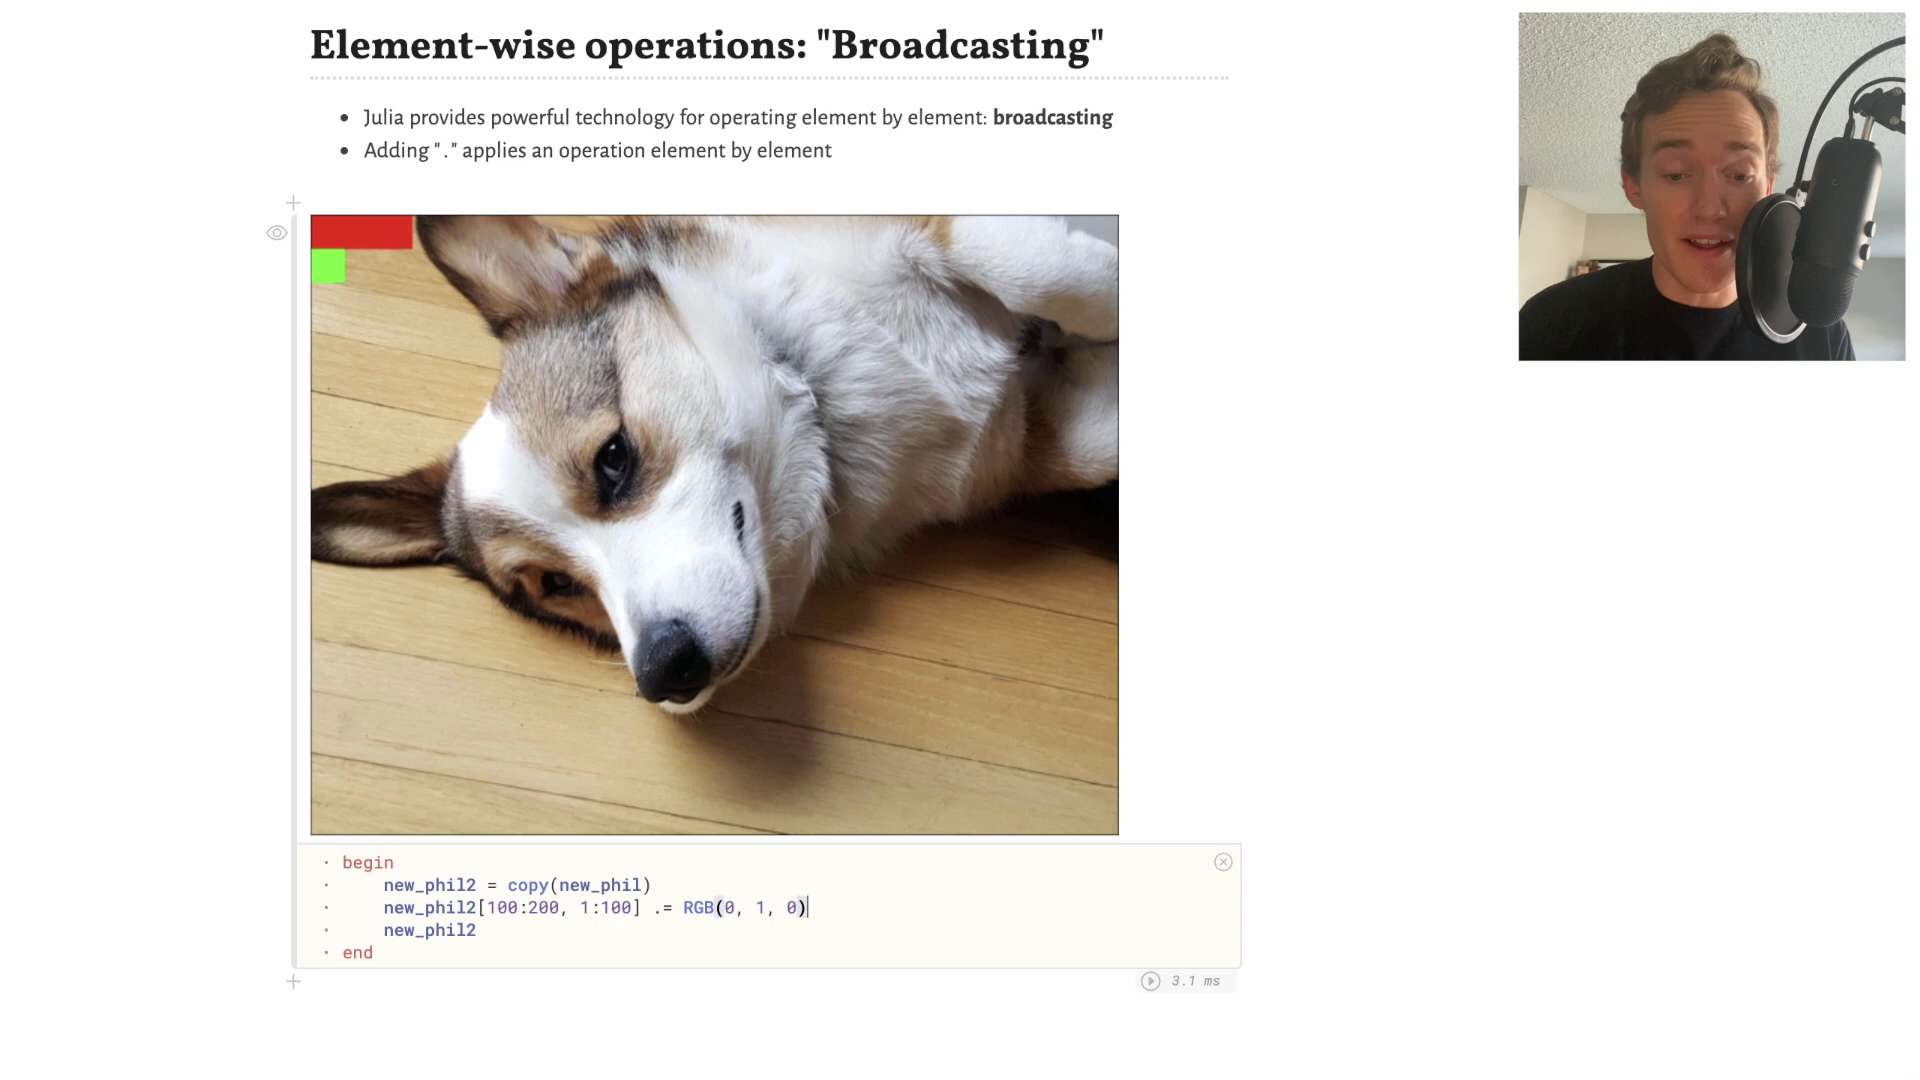 Element-wise operations: "Broadcasting"
• Julia provides powerful technology for operating element by element: broadcasting
• Adding "." applies an operation element by element
begin
new_phil2 = copy(new_phil)
new_phil2[100:200, 1:100] .= RGB(0, 1, 0)
new_phil2
end
3.1 ms